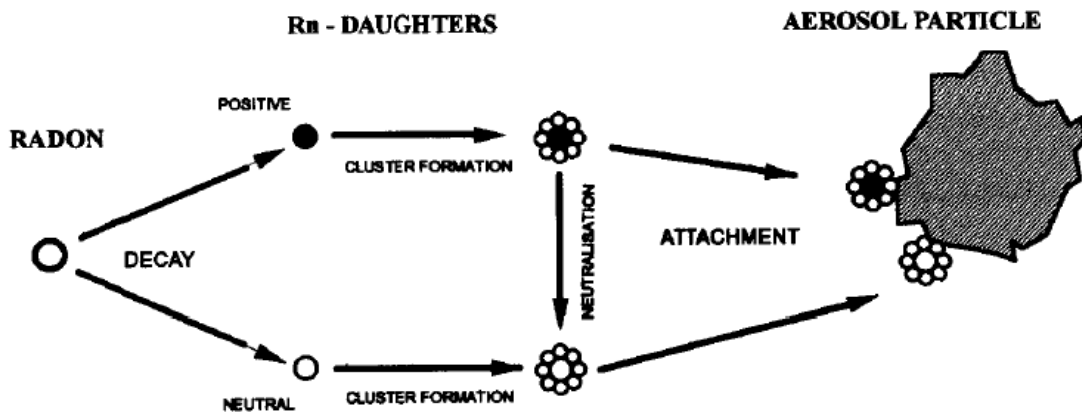 Rn - DAUGHTERS
AEROSOL PARTICLE
POSITIVE
RADON
CLUSTER FORMATION
DECAY
NEUTRALISATION
ATTACHMENT
NEUTRAL
CLUSTER FORMATION